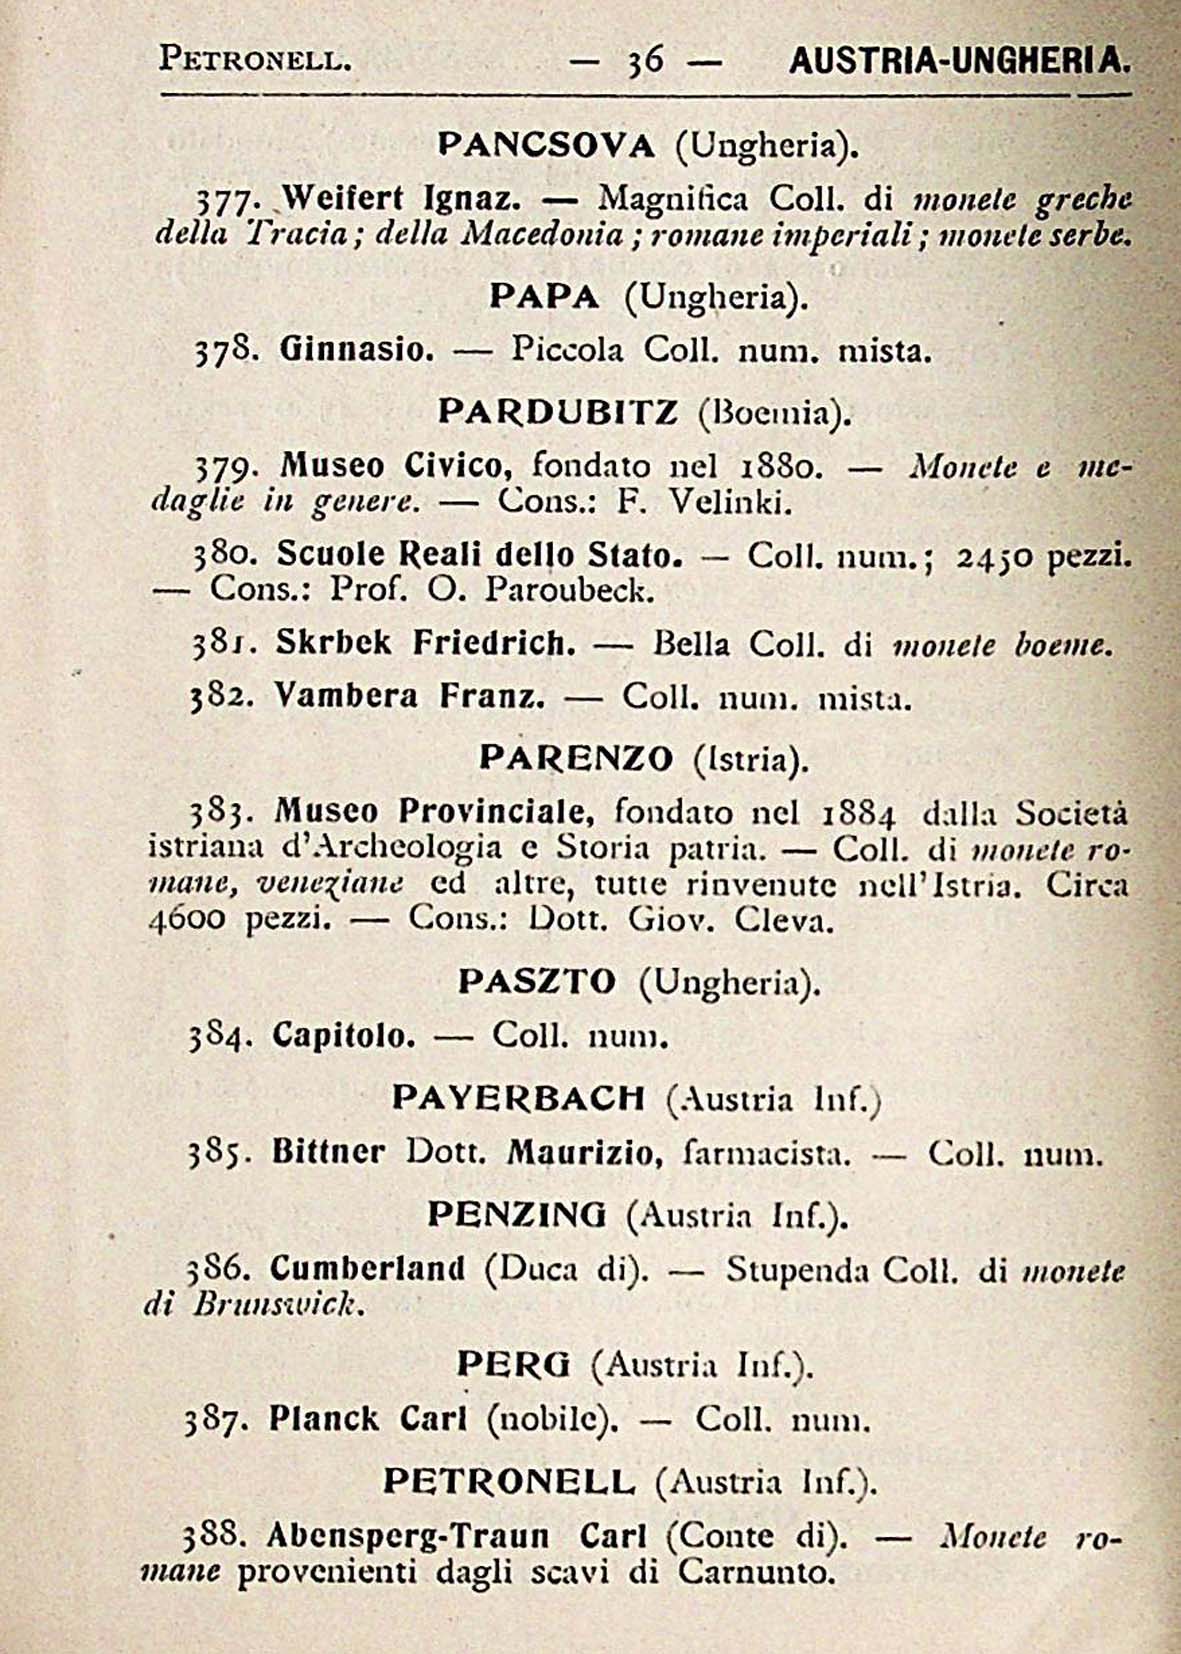 PETRONELL. — 36 — AUSTRIA-UNGHERIA.
PANCSOVA (Ungheria).
377. Weifert Ignaz. — Magnifica Coll. di monete greche
della Tracia; della Macedonia; romane imperiali; monete serbe.
PAPA (Ungheria).
378. Ginnasio. — Piccola Coll. num. mista.
PARDUBITZ (Boemia).
379. Museo Civico, fondato nel 1880. — Monete e me-
daglie in genere. — Cons.: F. Velinki.
380. Scuole Reali dello Stato. — Coll. num.; 2450 pezzi.
— Cons.: Prof. O. Paroubeck.
381. Skrbek Friedrich. — Bella Coll. di monete boeme.
382. Vambera Franz. — Coll. num. mista.
PARENZO (Istria).
383. Museo Provinciale, fondato nel 1884 dalla Società
istriana d'Archeologia e Storia patria. — Coll. di monete ro-
mane, veneziane ed altre, tutte rinvenute nell'Istria. Circa
4600 pezzi. — Cons.: Dott. Giov. Cleva.
PASZTO (Ungheria).
384. Capitolo. — Coll. num.
PAYERBACH (Austria Inf.)
385. Bittner Dott. Maurizio, farmacista. — Coll. num.
PENZING (Austria Inf.).
386. Cumberland (Duca di). — Stupenda Coll. di monete
di Brunswick.
PERG (Austria Inf.).
387. Planck Carl (nobile). — Coll. num.
PETRONELL (Austria Inf.).
388. Abensperg-Traun Carl (Conte di). — Monete ro-
mane provenienti dagli scavi di Carnunto.